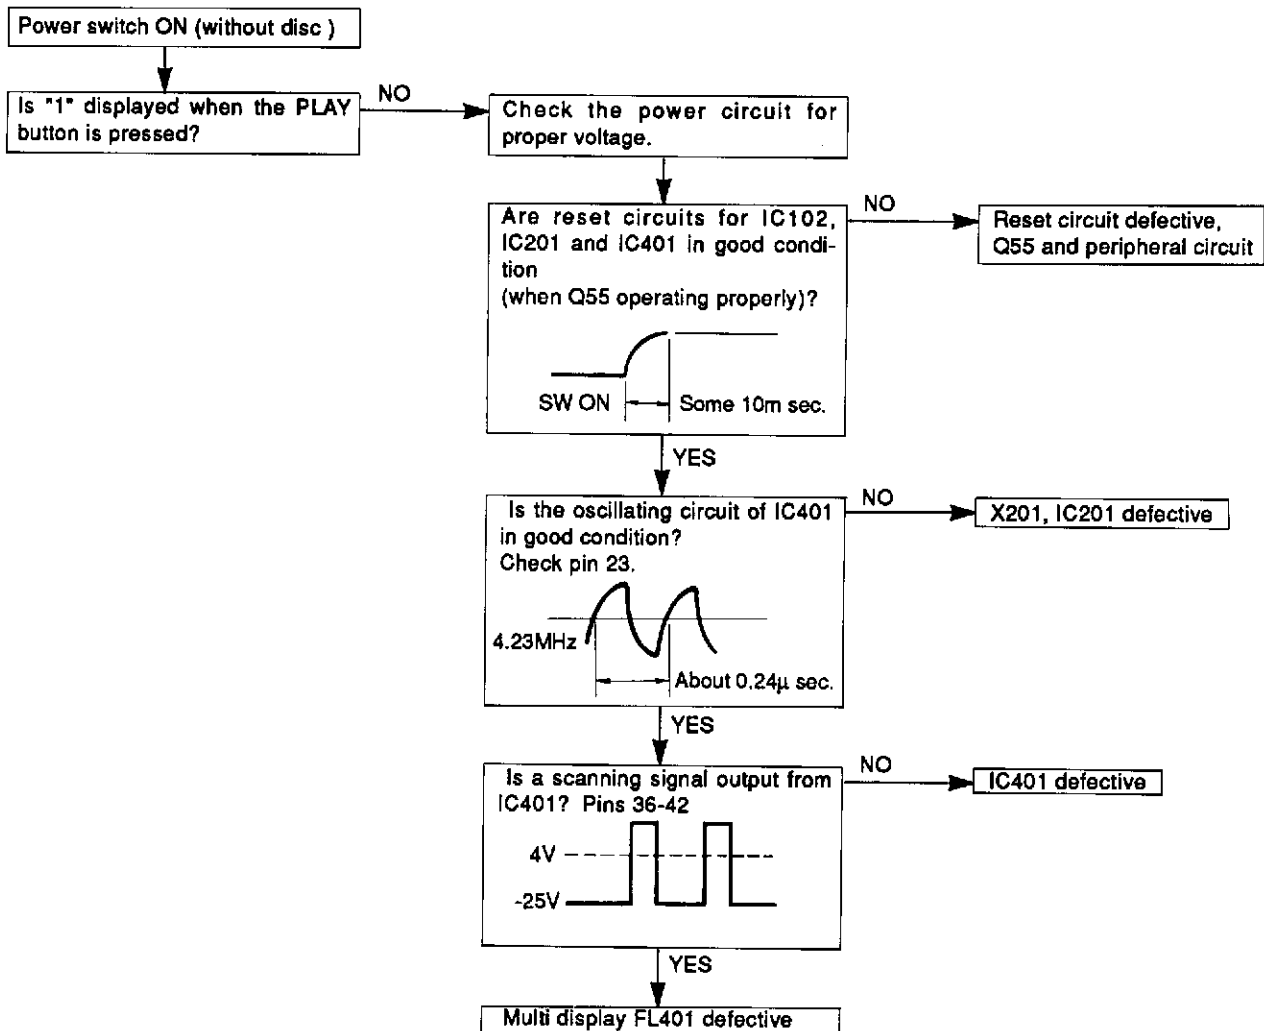 Power switch ON (without disc )
Is "1" displayed when the PLAY
button is pressed?
NO
Check the power circuit for
proper voltage.
Are reset circuits for IC102,
IC201 and IC401 in good condi-
tion
(when Q55 operating properly)?
SW ON
Some 10m sec.
NO
Reset circuit defective,
Q55 and peripheral circuit
YES
Is the oscillating circuit of IC401
in good condition?
Check pin 23.
4.23MHz
About 0.24μ sec.
NO
X201, IC201 defective
YES
Is a scanning signal output from
IC401? Pins 36-42
4V
-25V
NO
IC401 defective
YES
Multi display FL401 defective